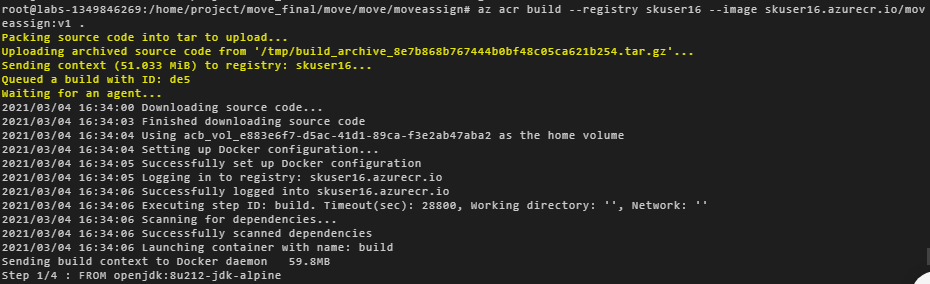 root@labs-1349846269:/home/project/move_final/move/move/moveassign# az acr build --registry skuser16 --image skuser16.azurecr.io/mov
eassign:v1 .
Packing source code into tar to upload...
Uploading archived source code from '/tmp/build_archive_8e7b868b767444b0bf48c05ca621b254.tar.gz'...
Sending context (51.033 MiB) to registry: skuser16...
Queued a build with ID: de5
Waiting for an agent...
2021/03/04 16:34:00 Downloading source code...
2021/03/04 16:34:03 Finished downloading source code
2021/03/04 16:34:04 Using acb_vol_e883e6f7-d5ac-41d1-89ca-f3e2ab47aba2 as the home volume
2021/03/04 16:34:04 Setting up Docker configuration...
2021/03/04 16:34:05 Successfully set up Docker configuration
2021/03/04 16:34:05 Logging in to registry: skuser16.azurecr.io
2021/03/04 16:34:06 Successfully logged into skuser16.azurecr.io
2021/03/04 16:34:06 Executing step ID: build. Timeout(sec): 28800, Working directory: '', Network: ''
2021/03/04 16:34:06 Scanning for dependencies...
2021/03/04 16:34:06 Successfully scanned dependencies
2021/03/04 16:34:06 Launching container with name: build
Sending build context to Docker daemon   59.8MB
Step 1/4 : FROM openjdk:8u212-jdk-alpine